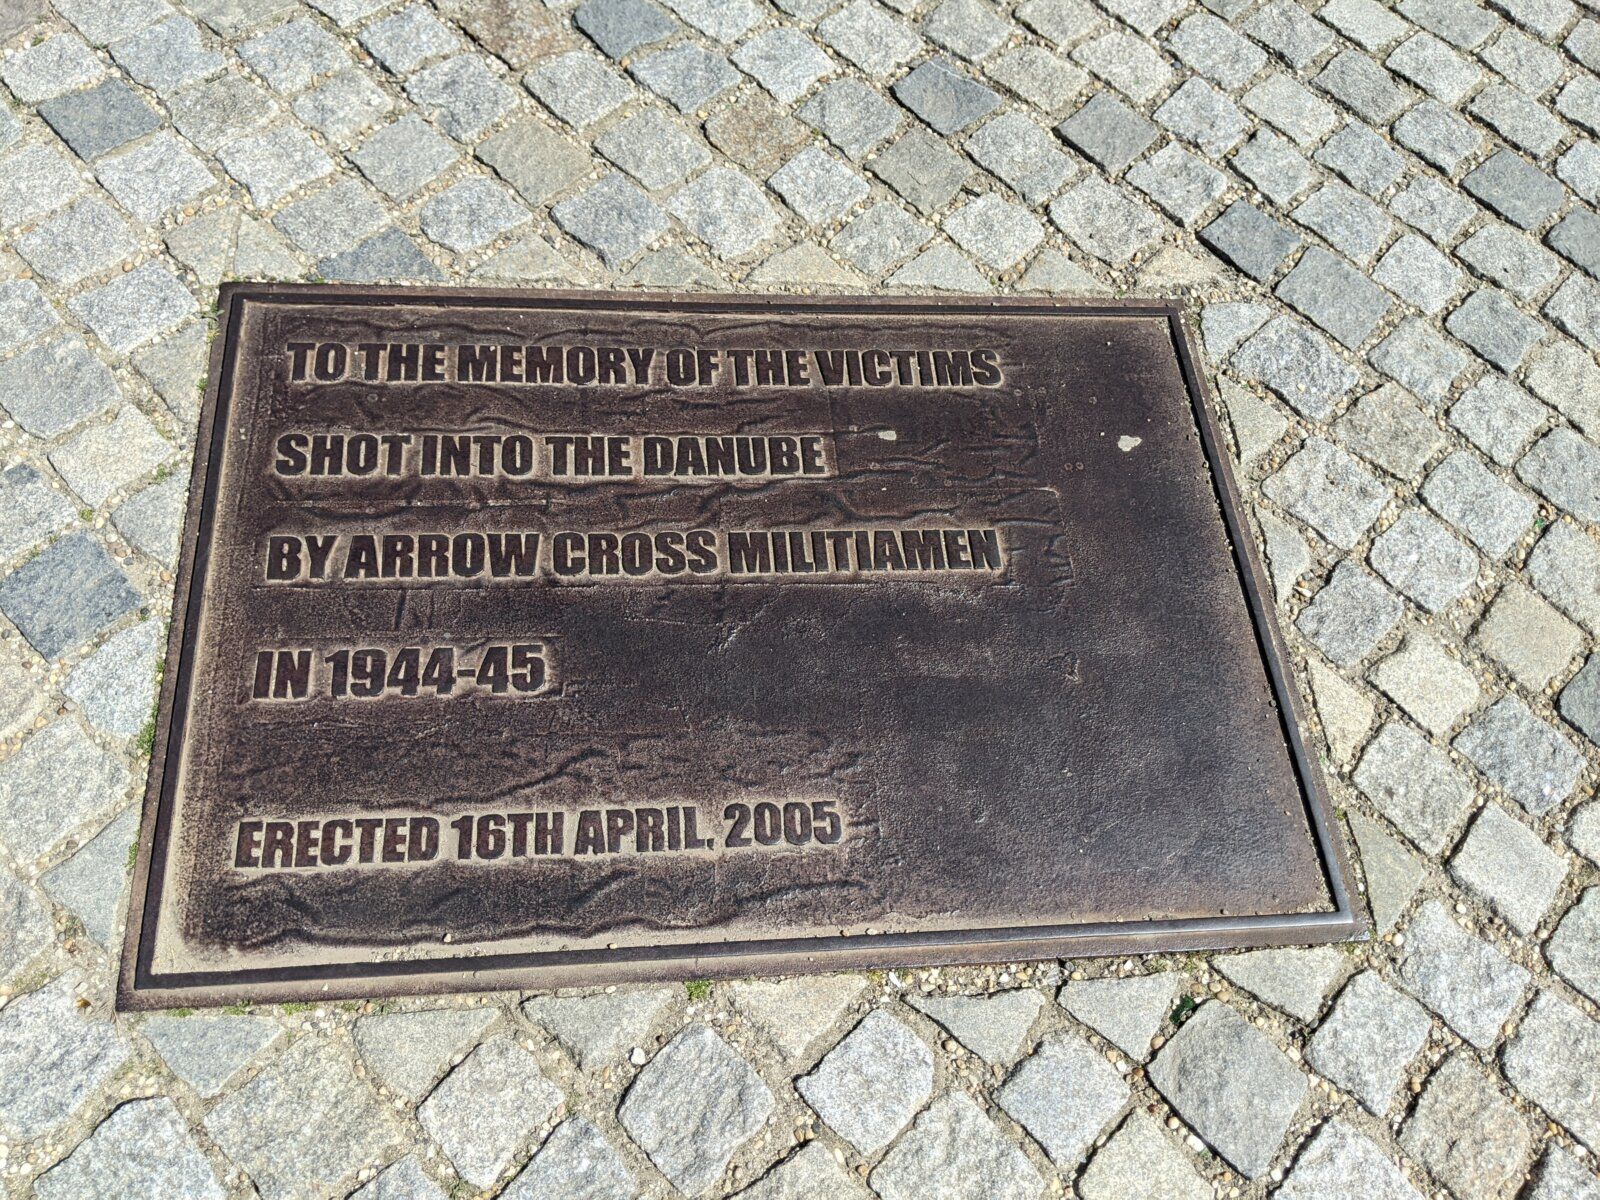 TO THE MEMORY OF THE VICTIMS
SHOT INTO THE DANUBE
BY ARROW CROSS MILITIAMEN
IN 1944-45
ERECTED 16TH APRIL, 2005